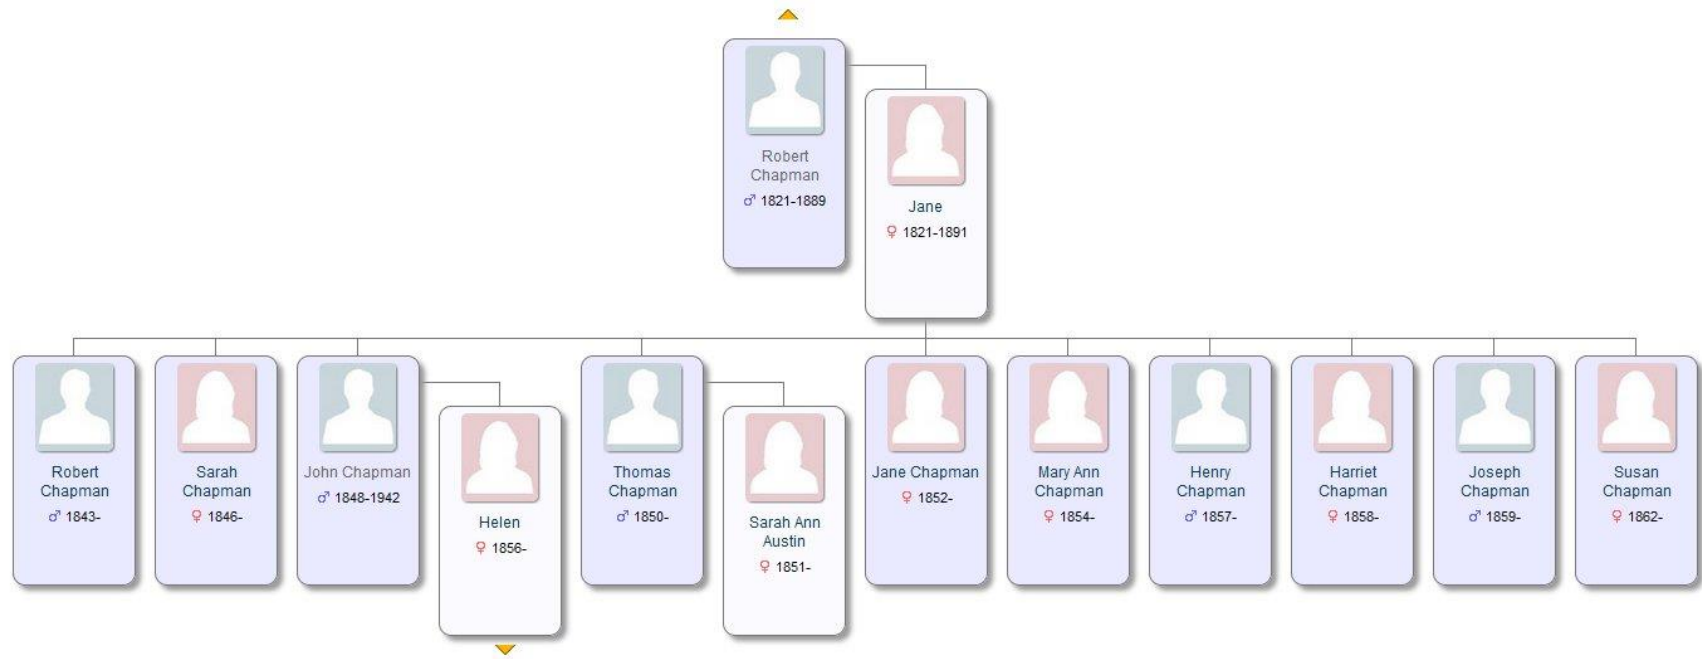 Robert
Chapman
♂ 1821-1889
Jane
♀ 1821-1891
Robert
Chapman
♂ 1843-
Sarah
Chapman
♀ 1846-
John Chapman
♂ 1848-1942
Helen
♀ 1856-
Thomas
Chapman
♂ 1850-
Sarah Ann
Austin
♀ 1851-
Jane Chapman
♀ 1852-
Mary Ann
Chapman
♀ 1854-
Henry
Chapman
♂ 1857-
Harriet
Chapman
♀ 1858-
Joseph
Chapman
♂ 1859-
Susan
Chapman
♀ 1862-